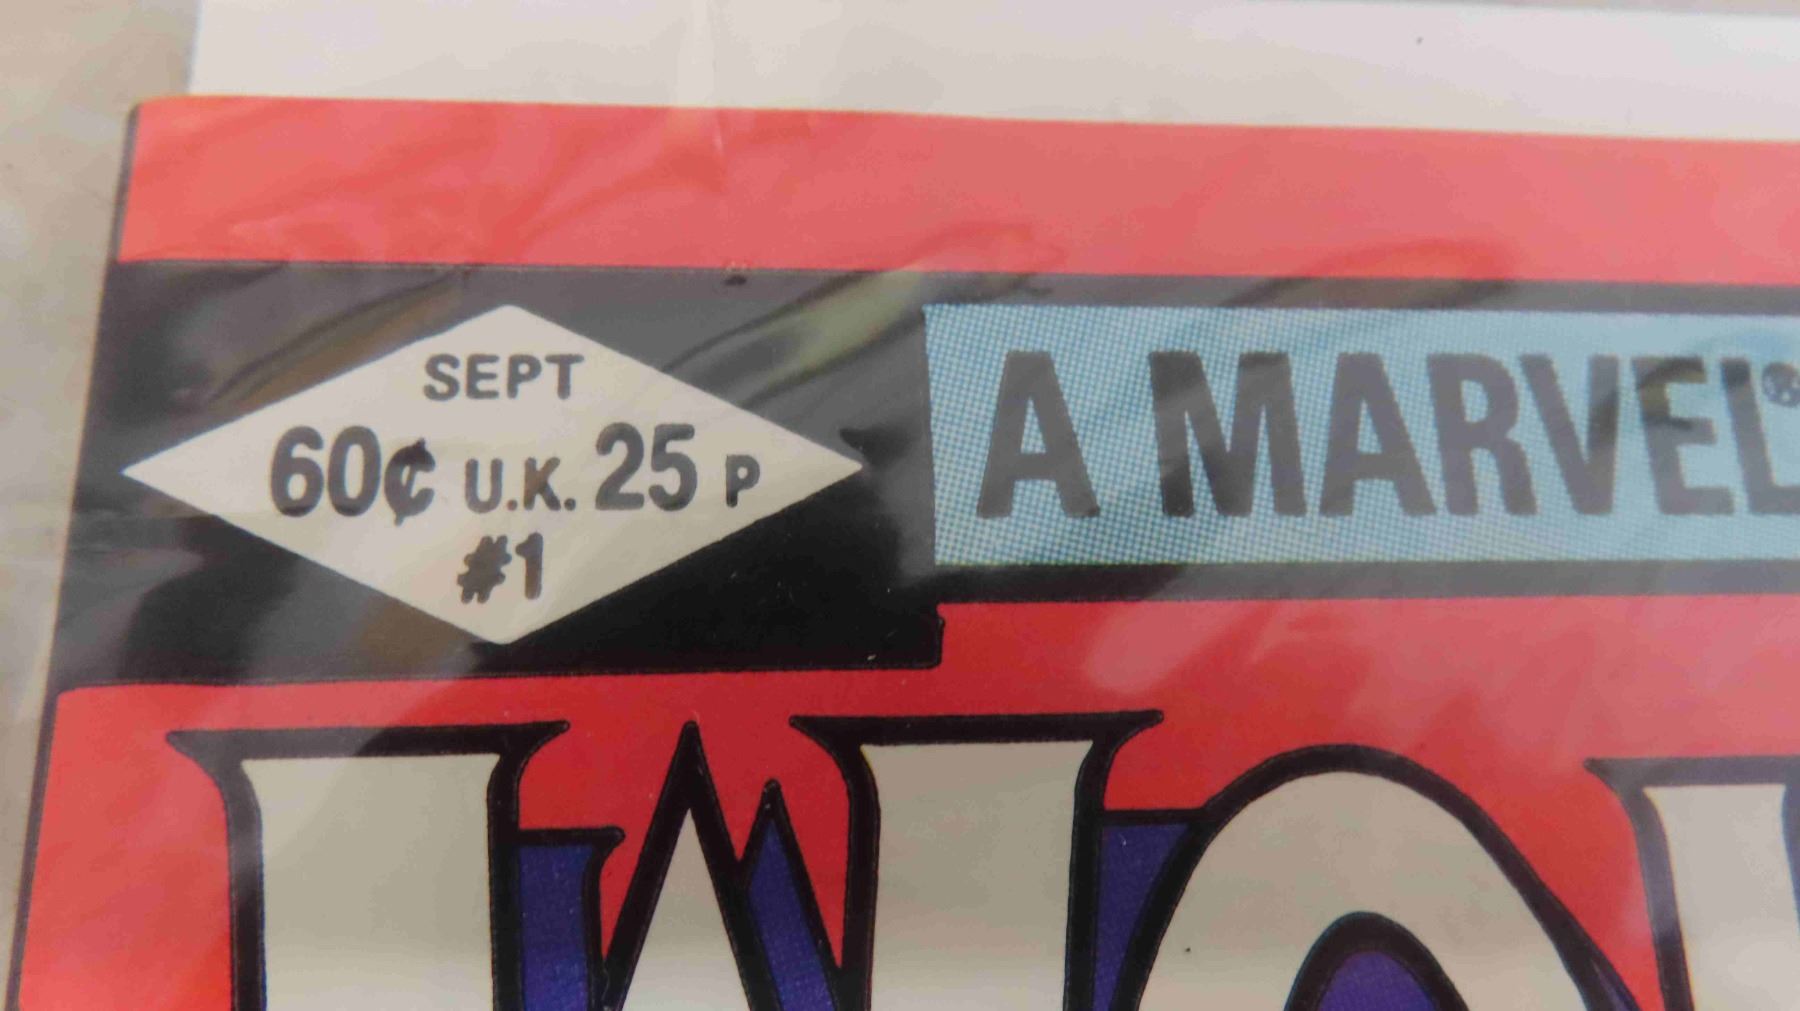 SEPT
60¢ U.K. 25 P
#1
A MARVEL®